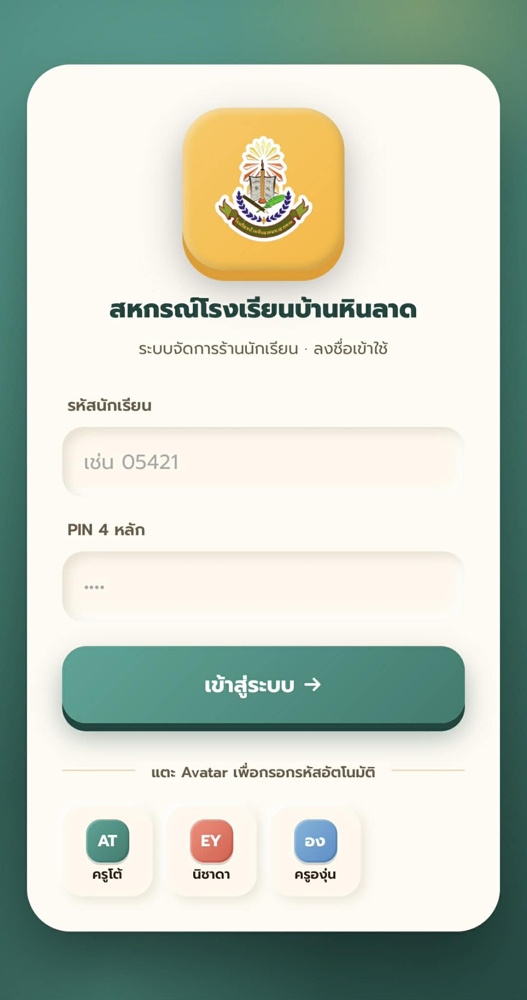 สหกรณ์โรงเรียนบ้านหินลาด
ระบบจัดการร้านนักเรียน · ลงชื่อเข้าใช้
รหัสนักเรียน
เช่น 05421
PIN 4 หลัก
••••
เข้าสู่ระบบ →
แตะ Avatar เพื่อกรอกรหัสอัตโนมัติ
AT
ครูโต้
EY
นิชาดา
อง
ครูองุ่น